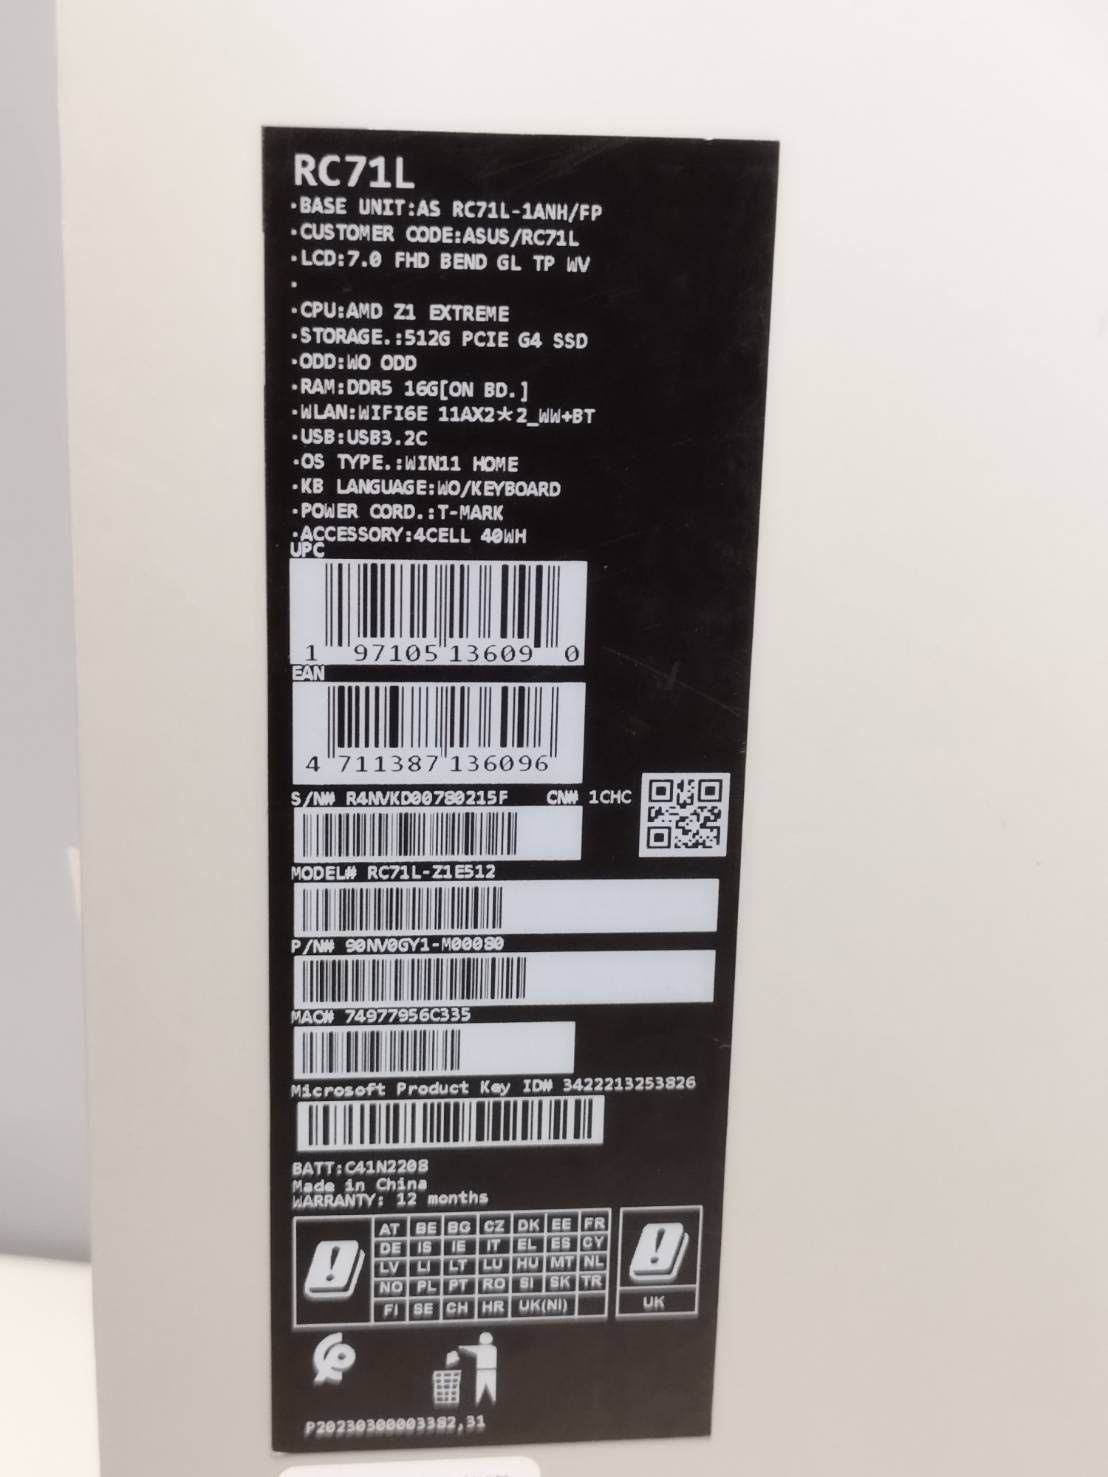 RC71L
·BASE UNIT:AS RC71L-1ANH/FP
·CUSTOMER CODE:ASUS/RC71L
·LCD:7.0 FHD BEND GL TP WV
·
·CPU:AMD Z1 EXTREME
·STORAGE.:512G PCIE G4 SSD
·ODD:WO ODD
·RAM:DDR5 16G[ON BD.]
·WLAN:WIFI6E 11AX2*2_WW+BT
·USB:USB3.2C
·OS TYPE.:WIN11 HOME
·KB LANGUAGE:WO/KEYBOARD
·POWER CORD.:T-MARK
·ACCESSORY:4CELL 40WH
UPC
1 97105 13609 0
EAN
4 711387 136096
S/N# R4NVKD00780215F CN# 1CHC
MODEL# RC71L-Z1E512
P/N# 90NV0GY1-M00080
MAC# 74977956C335
Microsoft Product Key ID# 3422213253826
BATT:C41N2208
Made in China
WARRANTY: 12 months
AT BE BG CZ DK EE FR
DE IS IE IT EL ES CY
LV LI LT LU HU MT NL
NO PL PT RO SI SK TR
FI SE CH HR UK(NI)
UK
P20230300003382,31